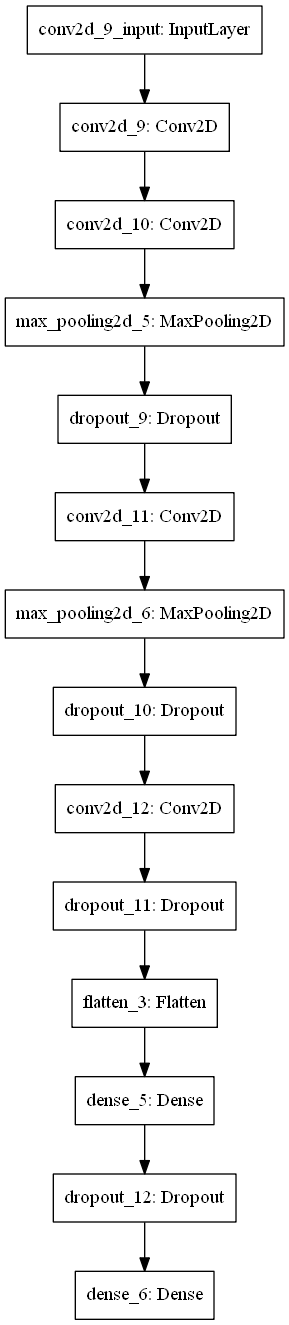 conv2d_9_input: InputLayer
conv2d_9: Conv2D
conv2d_10: Conv2D
max_pooling2d_5: MaxPooling2D
dropout_9: Dropout
conv2d_11: Conv2D
max_pooling2d_6: MaxPooling2D
dropout_10: Dropout
conv2d_12: Conv2D
dropout_11: Dropout
flatten_3: Flatten
dense_5: Dense
dropout_12: Dropout
dense_6: Dense